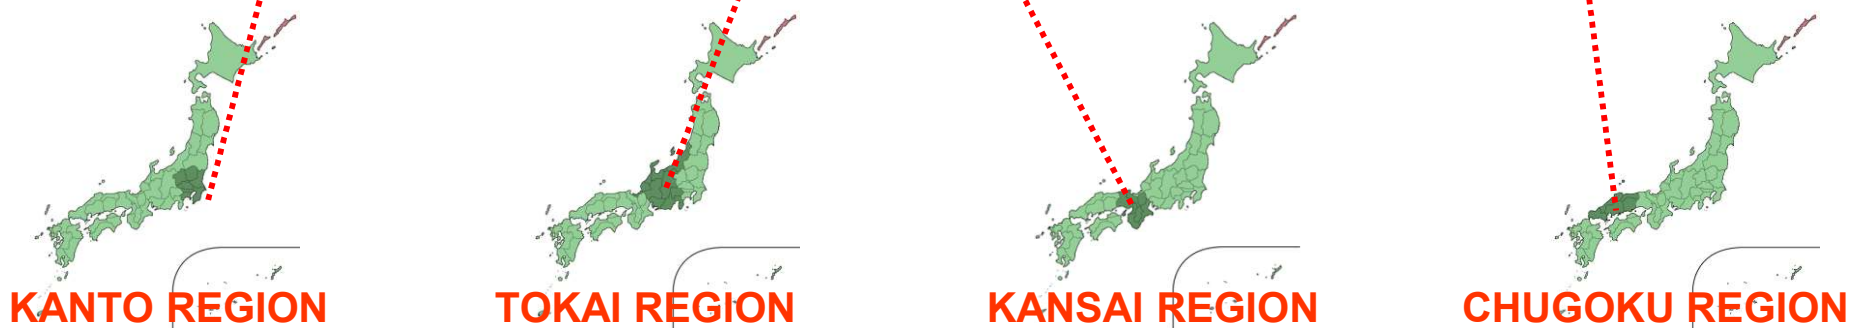 KANTO REGION
TOKAI REGION
KANSAI REGION
CHUGOKU REGION